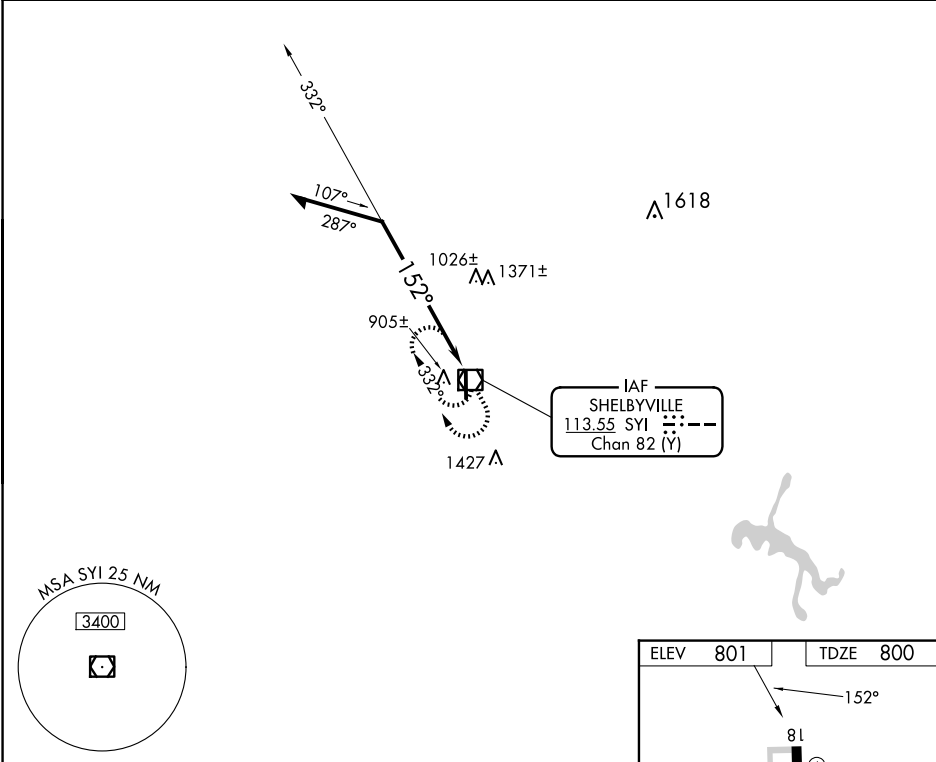 332°
107°
287°
1618
1026±
1371±
152°
905±
332°
IAF
SHELBYVILLE
113.55 SYI
Chan 82 (Y)
1427
MSA SYI 25 NM
3400
ELEV 801
TDZE 800
152°
18